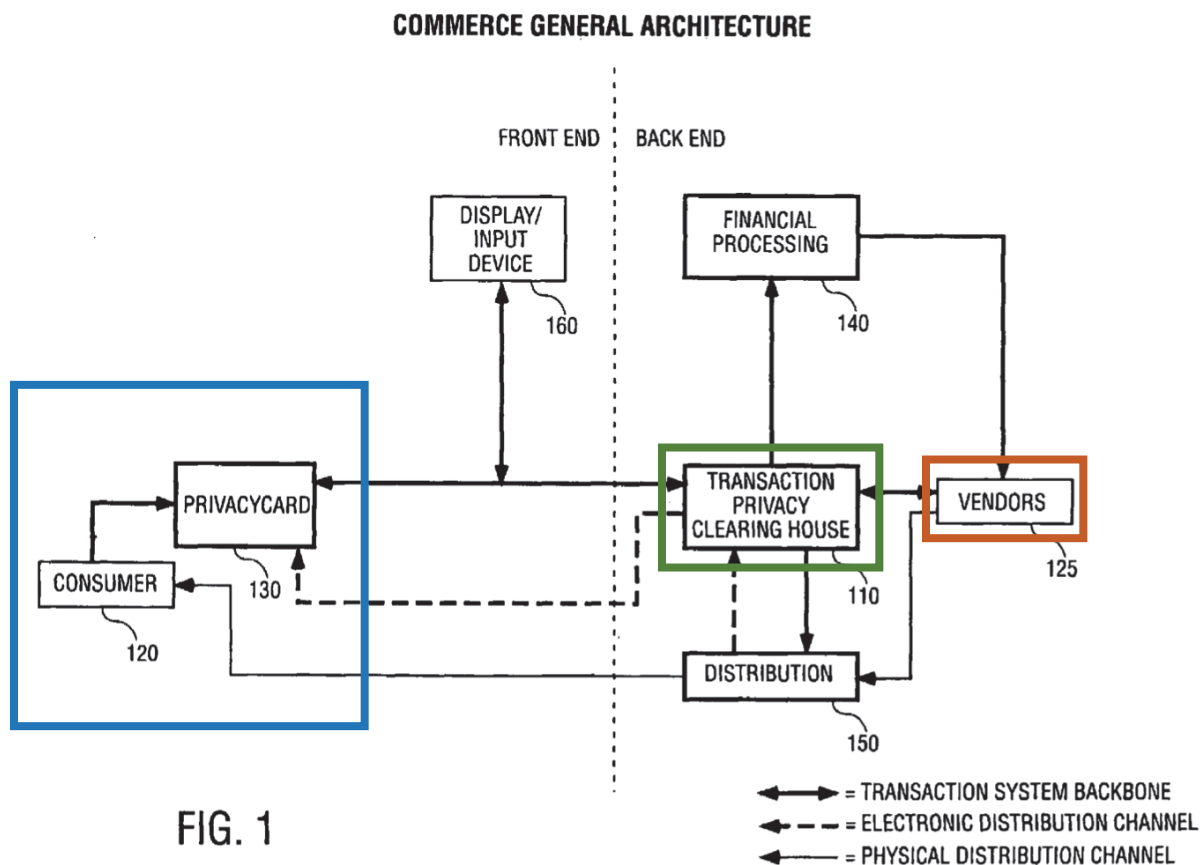 COMMERCE GENERAL ARCHITECTURE
FRONT END
BACK END
DISPLAY/
INPUT
DEVICE
160
FINANCIAL
PROCESSING
140
PRIVACYCARD
130
CONSUMER
120
TRANSACTION
PRIVACY
CLEARING HOUSE
110
VENDORS
125
DISTRIBUTION
150
= TRANSACTION SYSTEM BACKBONE
= ELECTRONIC DISTRIBUTION CHANNEL
= PHYSICAL DISTRIBUTION CHANNEL
FIG. 1